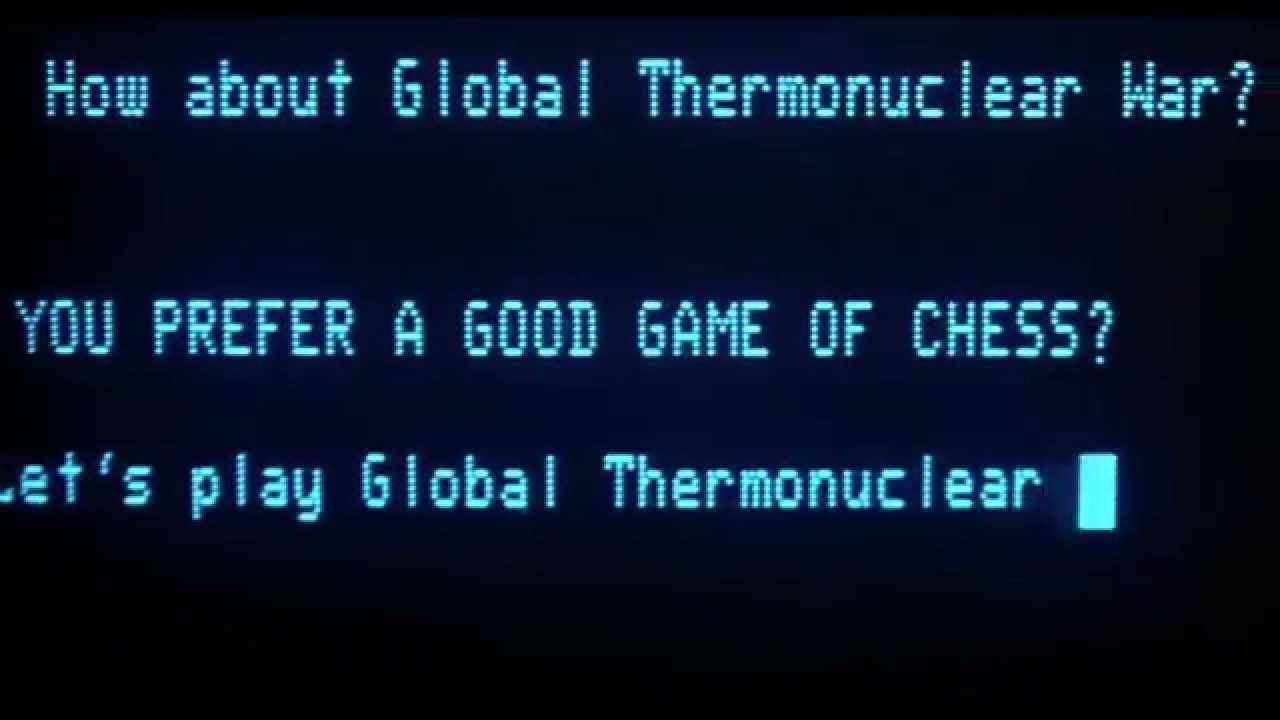 How about Global Thermonuclear War?
YOU PREFER A GOOD GAME OF CHESS?
Let's play Global Thermonuclear